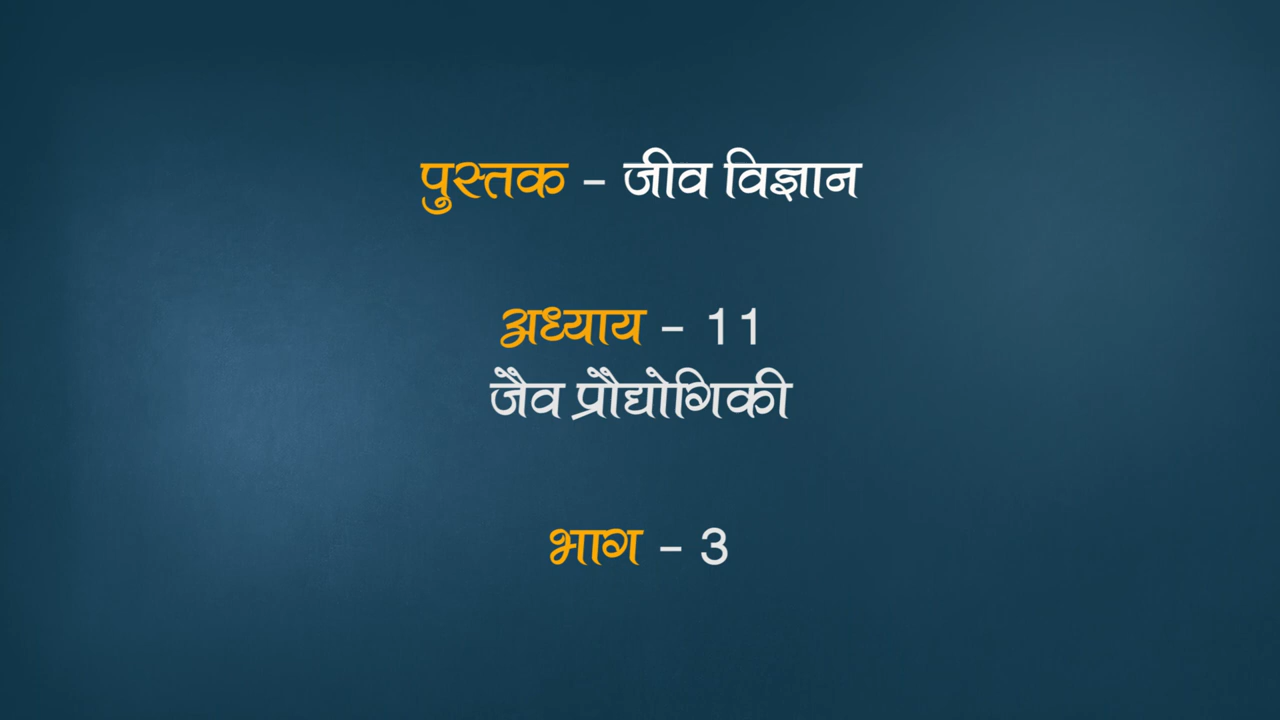 पुस्तक - जीव विज्ञान
अध्याय - 11
जैव प्रौद्योगिकी
भाग - 3